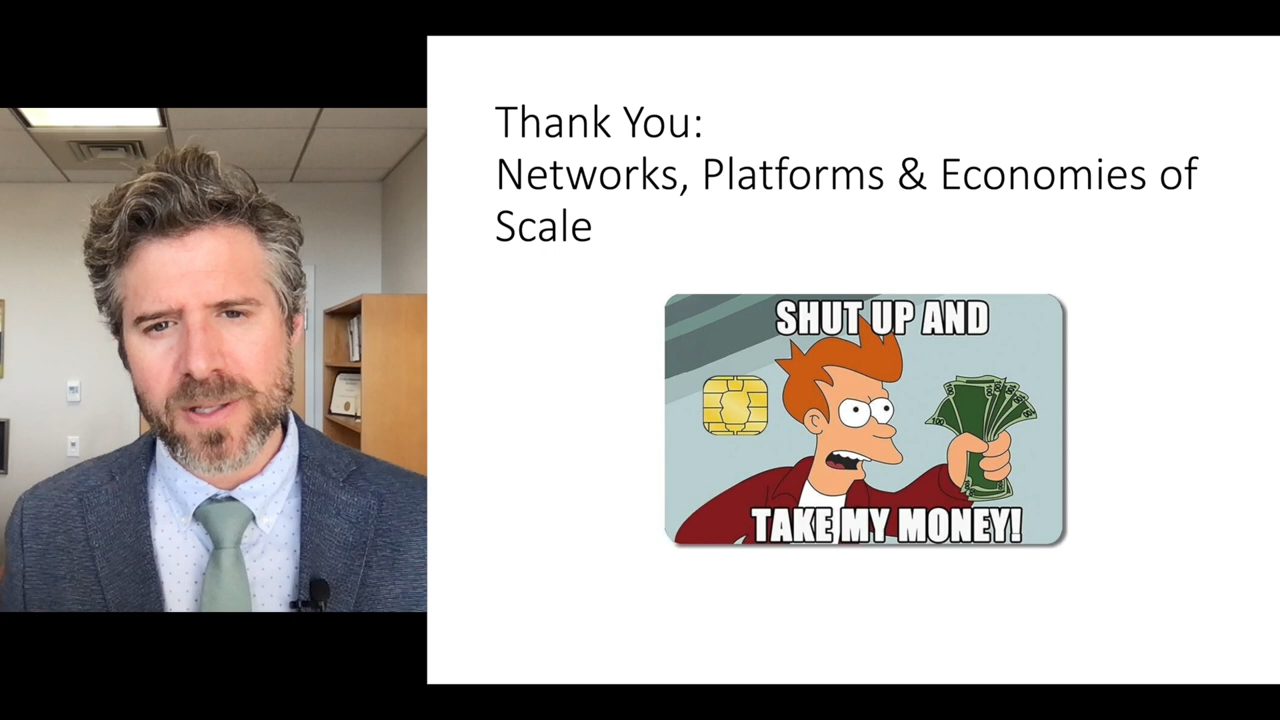 Thank You:
Networks, Platforms & Economies of
Scale
SHUT UP AND
TAKE MY MONEY!